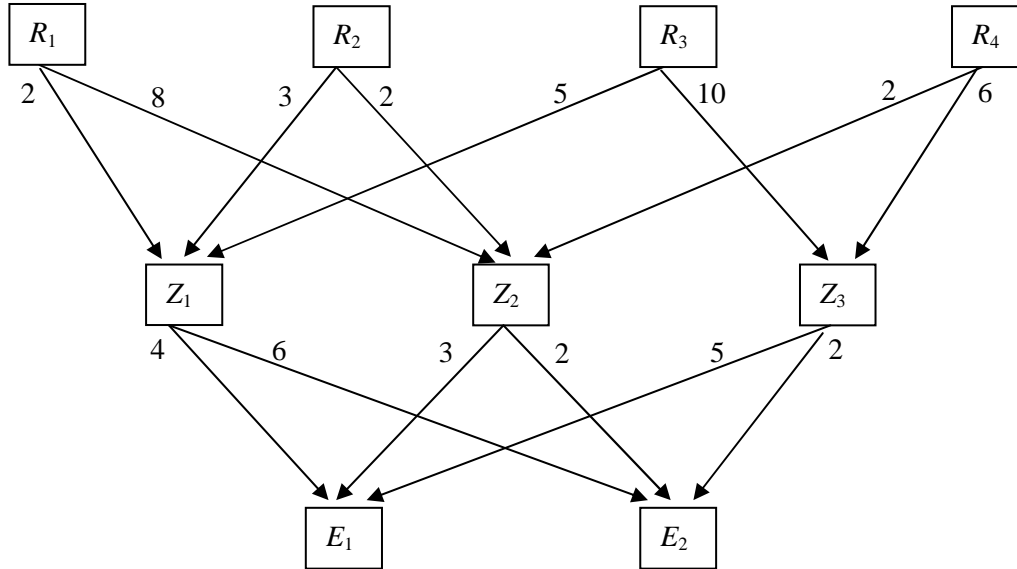 R₁ R₂ R₃ R₄
2 8 3 2 5 10 2 6
Z₁ Z₂ Z₃
4 6 3 2 5 2
E₁ E₂